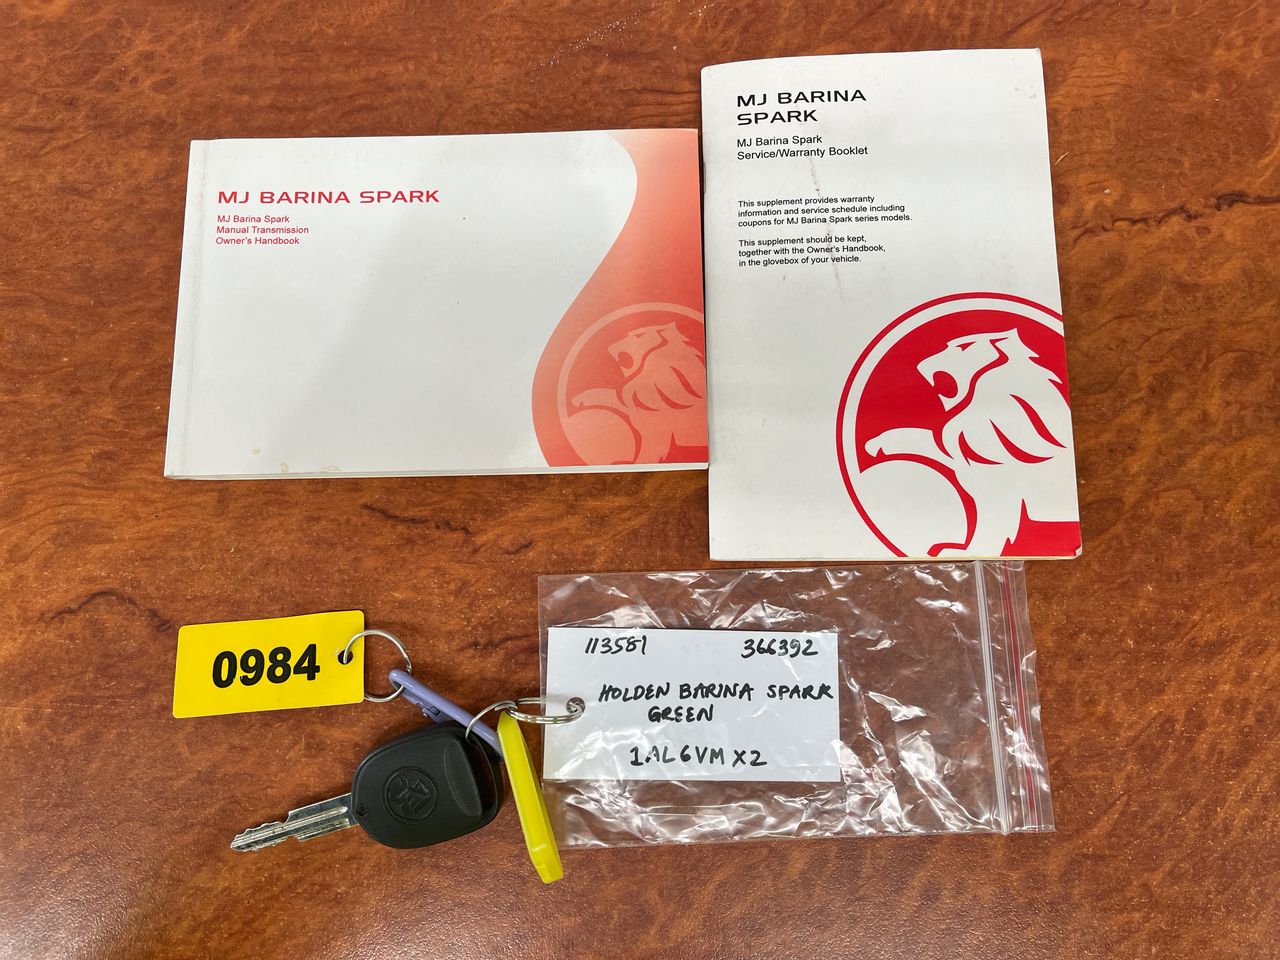 MJ BARINA SPARK
MJ Barina Spark
Manual Transmission
Owner's Handbook
MJ BARINA
SPARK
MJ Barina Spark
Service/Warranty Booklet
This supplement provides warranty
information and service schedule including
coupons for MJ Barina Spark series models.
This supplement should be kept,
together with the Owner's Handbook,
in the glovebox of your vehicle.
0984
113581 366392
HOLDEN BARINA SPARK
GREEN
1AL6VM X2